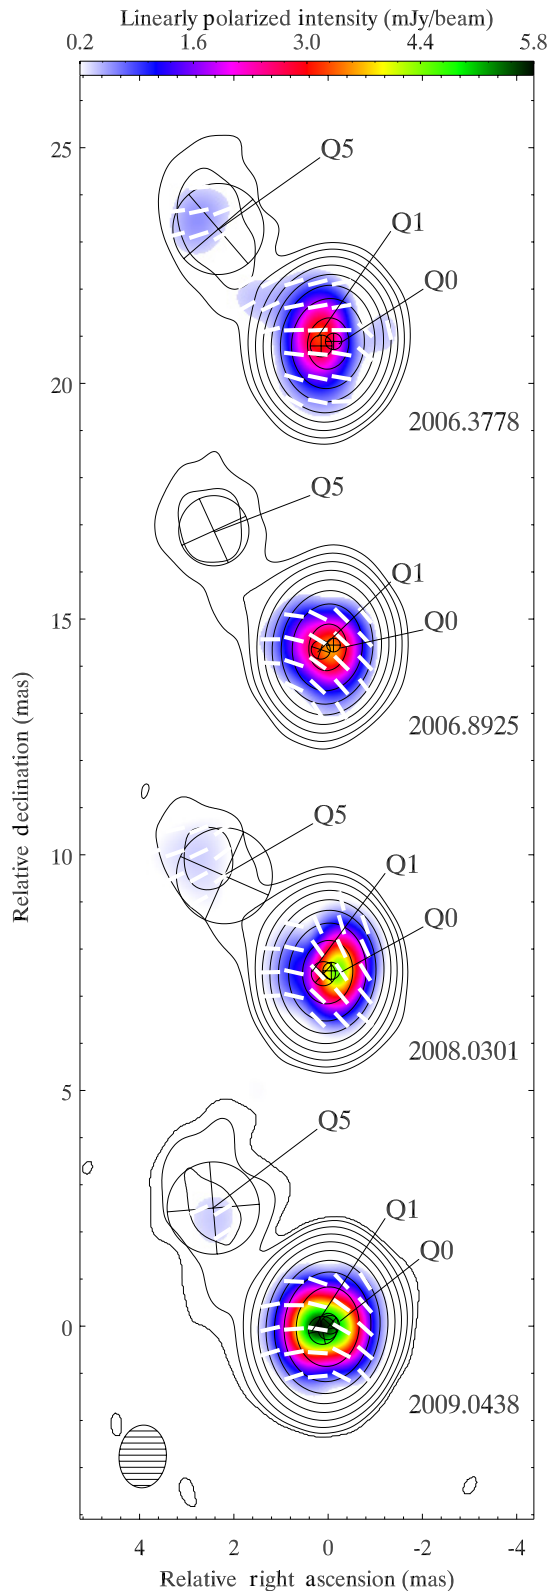 Linearly polarized intensity (mJy/beam)
0.2 1.6 3.0 4.4 5.8
25
Q5
Q1
Q0
20
2006.3778
Q5
Q1
15
Q0
2006.8925
Relative declination (mas)
Q5
10
Q1
Q0
2008.0301
5
Q5
Q1
Q0
0
2009.0438
4 2 0 -2 -4
Relative right ascension (mas)